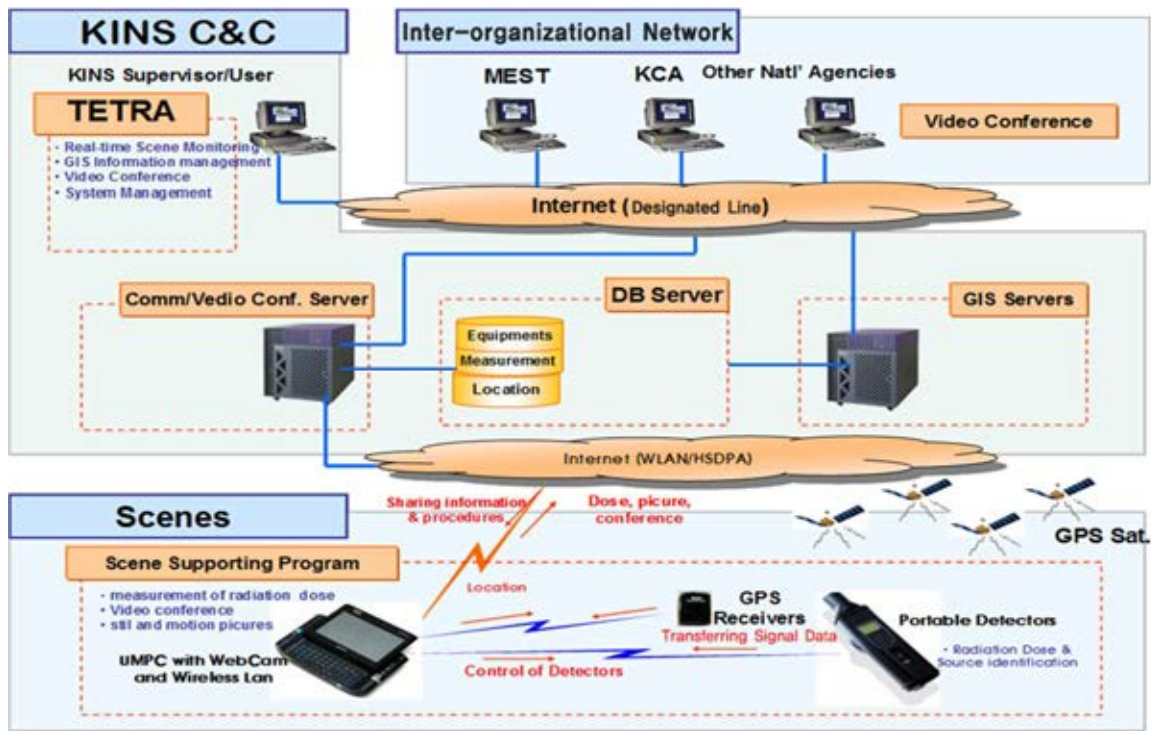 KINS C&C
Inter-organizational Network
KINS Supervisor/User
MEST
KCA
Other Natl' Agencies
TETRA
Video Conference
• Real-time Scene Monitoring
• GIS Information management
• Video Conference
• System Management
Internet (Designated Line)
Comm/Vedio Conf. Server
DB Server
GIS Servers
Equipments
Measurement
Location
Internet (WLAN/HSDPA)
Sharing information
& procedures
Dose, picure,
conference
Scenes
GPS Sat.
Scene Supporting Program
• measurement of radiation dose
• Video conference
• stil and motion picures
Location
GPS
Receivers
Transferring Signal Data
Portable Detectors
• Radiation Dose &
Source identification
UMPC with WebCam
and Wireless Lan
Control of Detectors